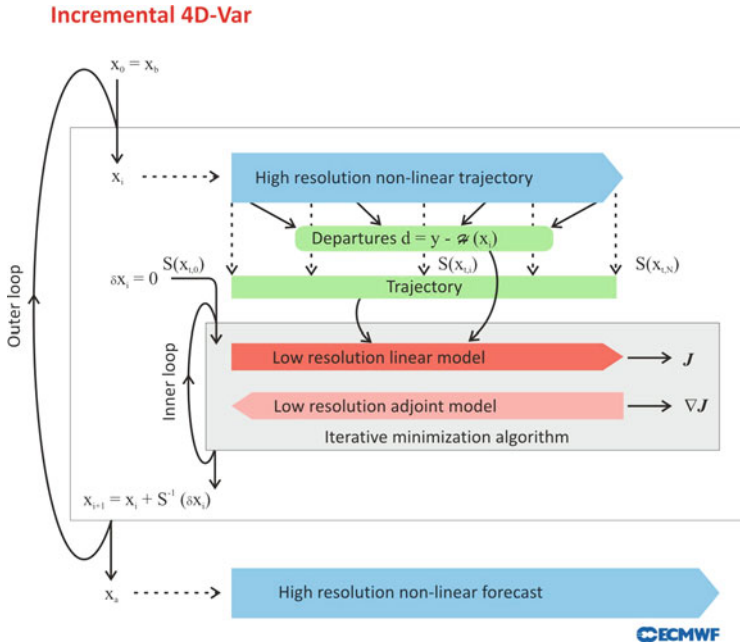 Incremental 4D-Var
x₀ = x_b
x_i
High resolution non-linear trajectory
Departures d = y - ℋ(x_i)
S(x_{t,0})
S(x_{t,i})
S(x_{t,N})
δx_i = 0
Trajectory
Outer loop
Inner loop
Low resolution linear model
J
Low resolution adjoint model
∇J
Iterative minimization algorithm
x_{i+1} = x_i + S⁻¹ (δx_i)
x_a
High resolution non-linear forecast
ECMWF